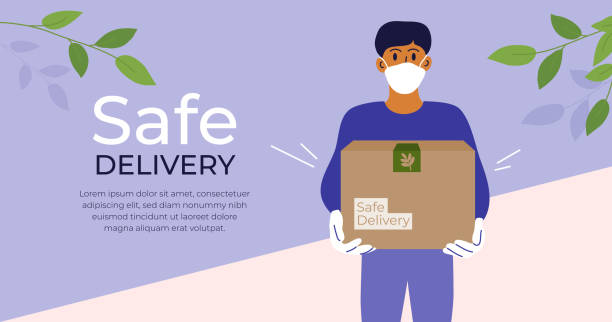 Safe
DELIVERY
Lorem ipsum dolor sit amet, consectetuer
adipiscing elit, sed diam nonummy nibh
euismod tincidunt ut laoreet dolore
magna aliquam erat volutpat.
Safe
Delivery